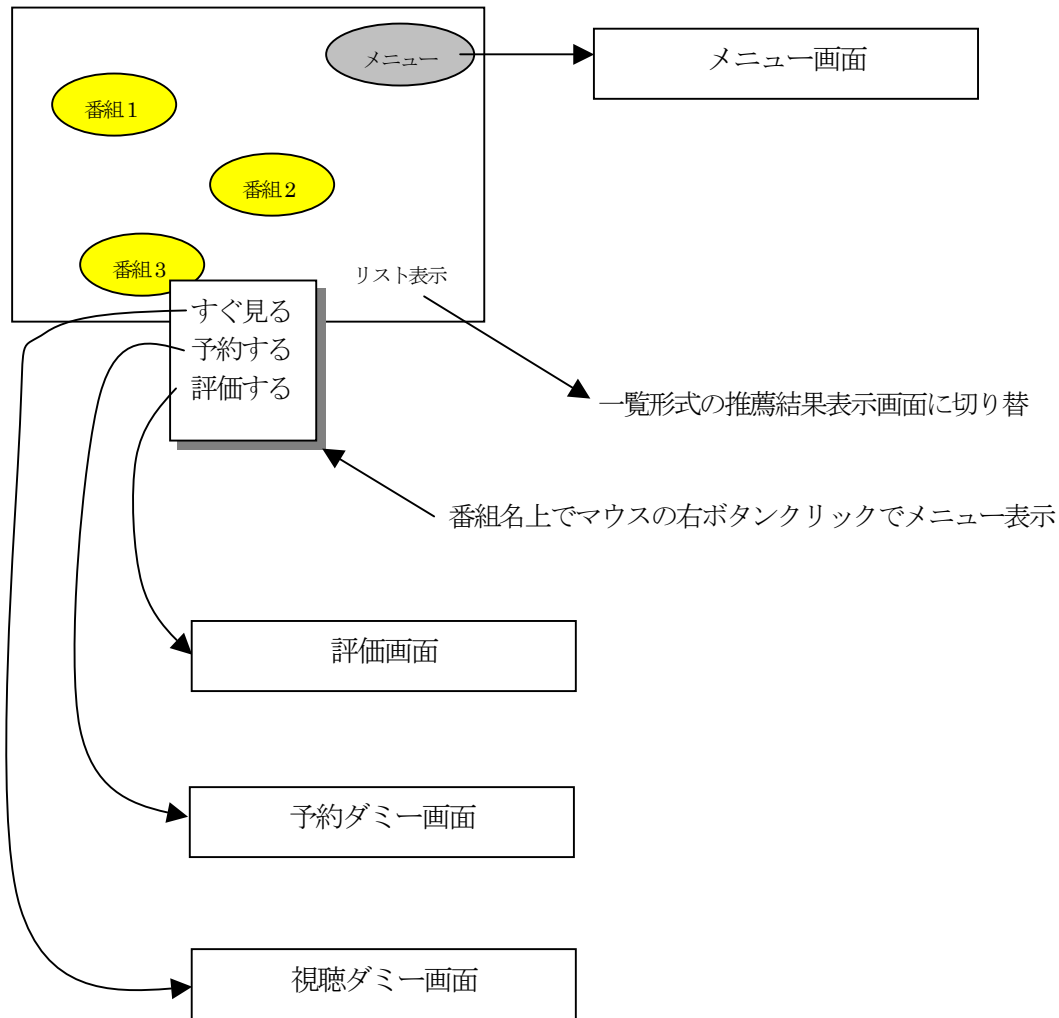 メニュー
メニュー画面
番組1
番組2
番組3
リスト表示
すぐ見る
予約する
評価する
一覧形式の推薦結果表示画面に切り替
番組名上でマウスの右ボタンクリックでメニュー表示
評価画面
予約ダミー画面
視聴ダミー画面